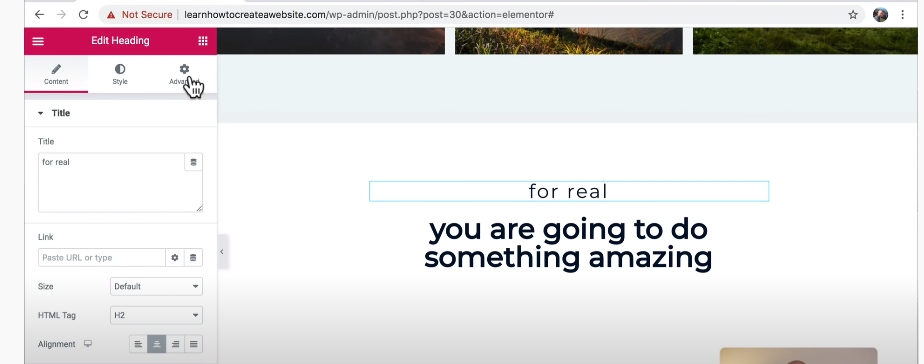 Not Secure | learnhowtocreateawebsite.com/wp-admin/post.php?post=30&action=elementor#
Edit Heading
Content Style Advanced
Title
Title
for real
Link
Paste URL or type
Size Default
HTML Tag H2
Alignment
for real
you are going to do
something amazing